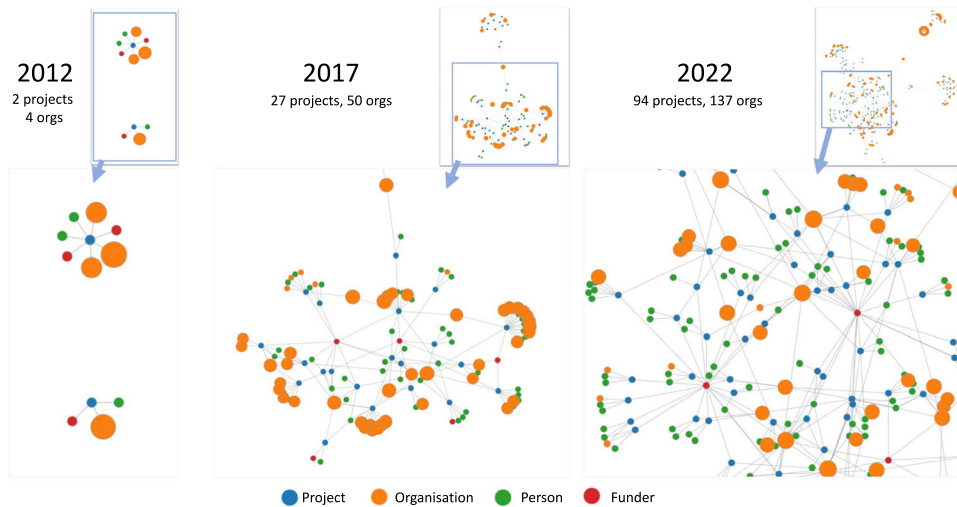 2012
2 projects
4 orgs
2017
27 projects, 50 orgs
2022
94 projects, 137 orgs
Project
Organisation
Person
Funder